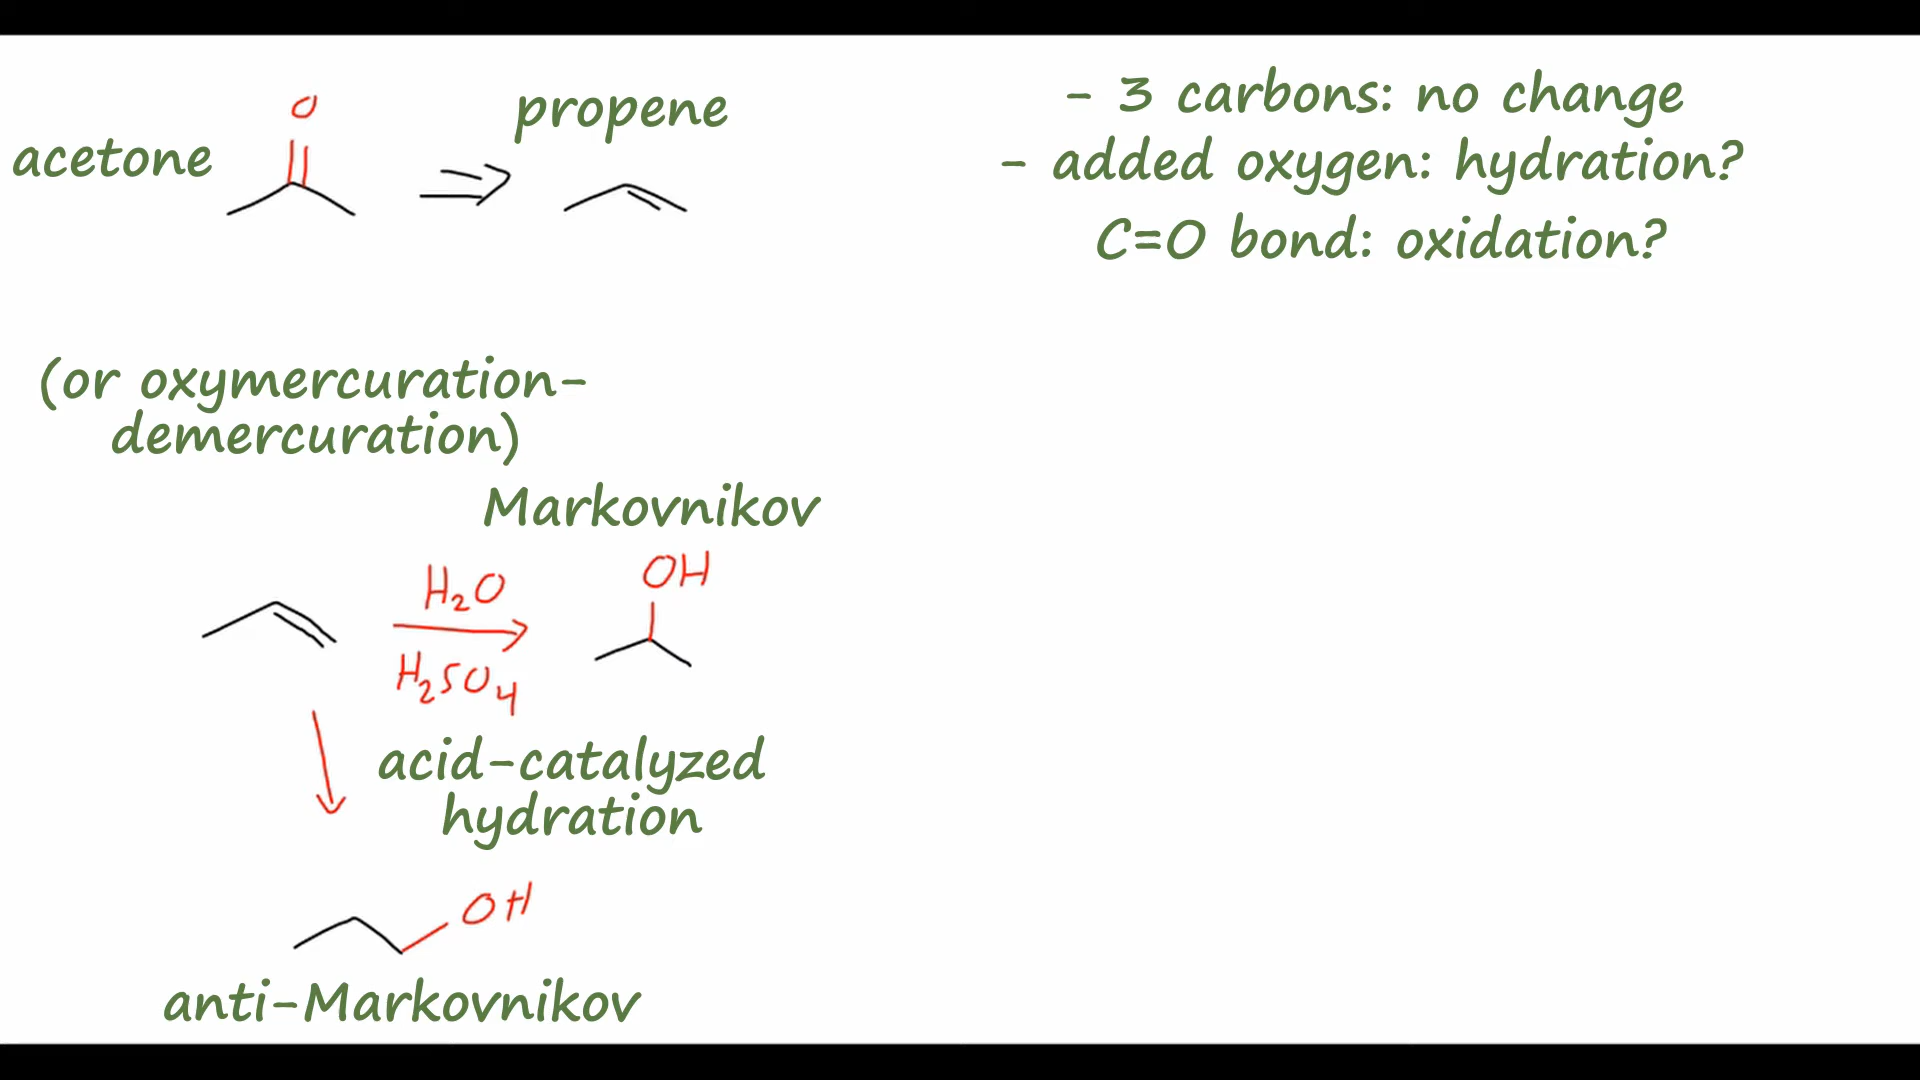 O
acetone
propene
- 3 carbons: no change
- added oxygen: hydration?
C=O bond: oxidation?
(or oxymercuration-
demercuration)
Markovnikov
OH
H₂O
H₂SO₄
acid-catalyzed
hydration
OH
anti-Markovnikov